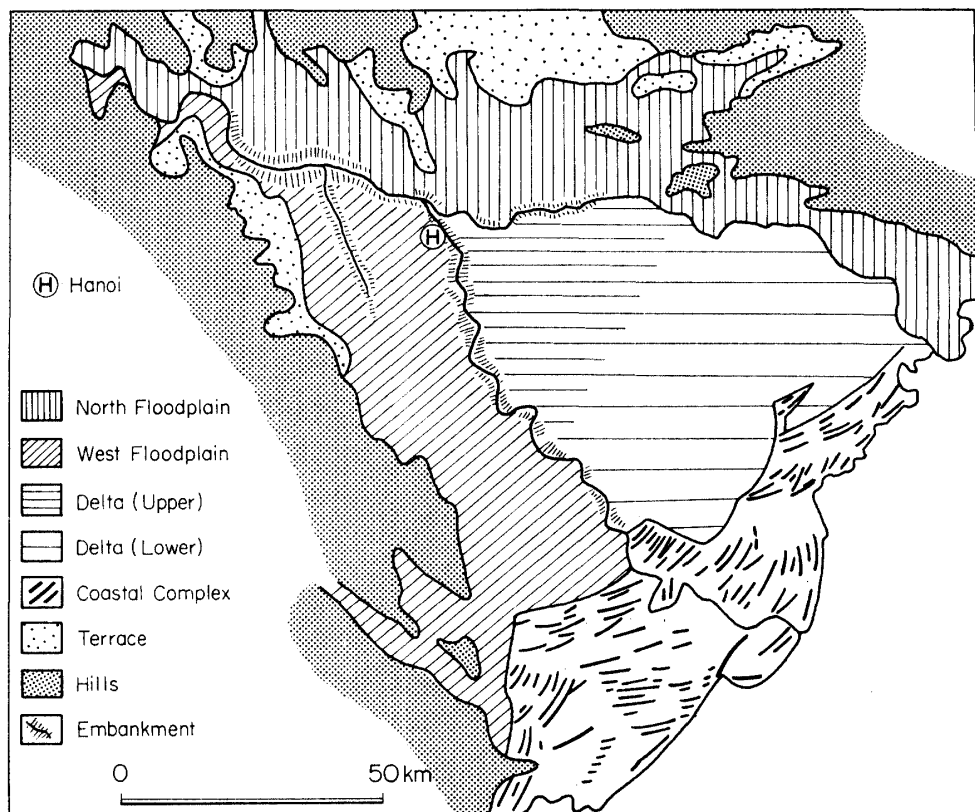 H
H Hanoi
North Floodplain
West Floodplain
Delta (Upper)
Delta (Lower)
Coastal Complex
Terrace
Hills
Embankment
0 50 km